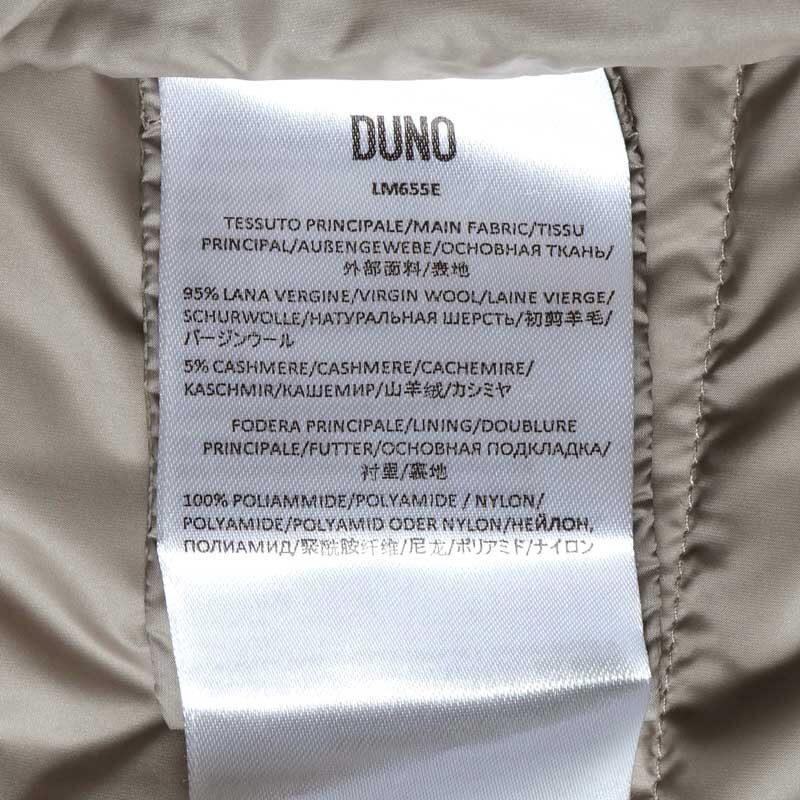 DUNO
LM655E
TESSUTO PRINCIPALE/MAIN FABRIC/TISSU
PRINCIPAL/AUßENGEWEBE/ОСНОВНАЯ ТКАНЬ/
外部面料/表地
95% LANA VERGINE/VIRGIN WOOL/LAINE VIERGE/
SCHURWOLLE/НАТУРАЛЬНАЯ ШЕРСТЬ/初剪羊毛/
バージンウール
5% CASHMERE/CASHMERE/CACHEMIRE/
KASCHMIR/КАШЕМИР/山羊绒/カシミヤ
FODERA PRINCIPALE/LINING/DOUBLURE
PRINCIPALE/FUTTER/ОСНОВНАЯ ПОДКЛАДКА/
衬里/裏地
100% POLIAMMIDE/POLYAMIDE / NYLON/
POLYAMIDE/POLYAMID ODER NYLON/НЕЙЛОН,
ПОЛИАМИД/聚酰胺纤维/尼龙/ポリアミド/ナイロン